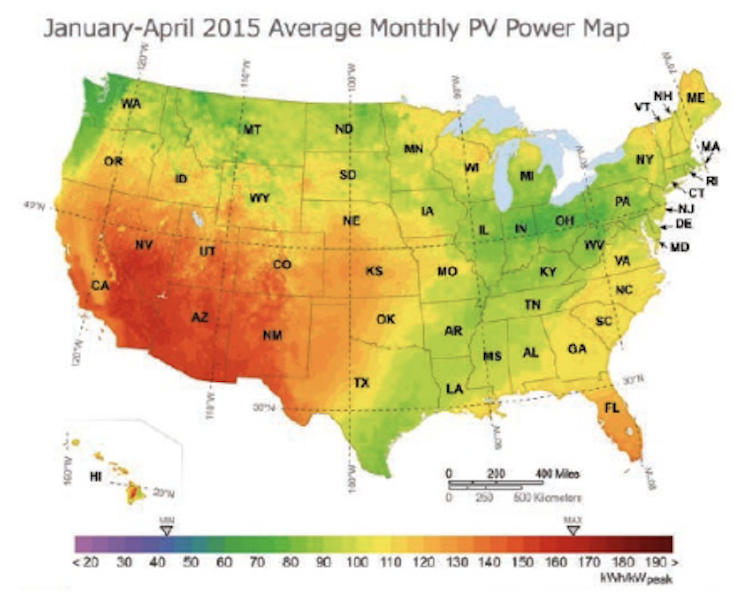 January-April 2015 Average Monthly PV Power Map
120°W
110°W
100°W
90°W
80°W
70°W
WA
MT
ND
MN
OR
ID
WY
SD
WI
MI
NY
VT
NH
ME
MA
RI
CT
NJ
DE
MD
40°N
NV
UT
CO
NE
IA
IL
IN
OH
PA
WV
VA
CA
AZ
NM
KS
MO
KY
NC
OK
AR
TN
SC
TX
LA
MS
AL
GA
FL
120°W
110°W
30°N
100°W
90°W
30°N
80°W
160°W
HI
20°N
0 200 400 Miles
0 250 500 Kilometers
MIN MAX
< 20 30 40 50 60 70 80 90 100 110 120 130 140 150 160 170 180 190 >
kWh/kWpeak